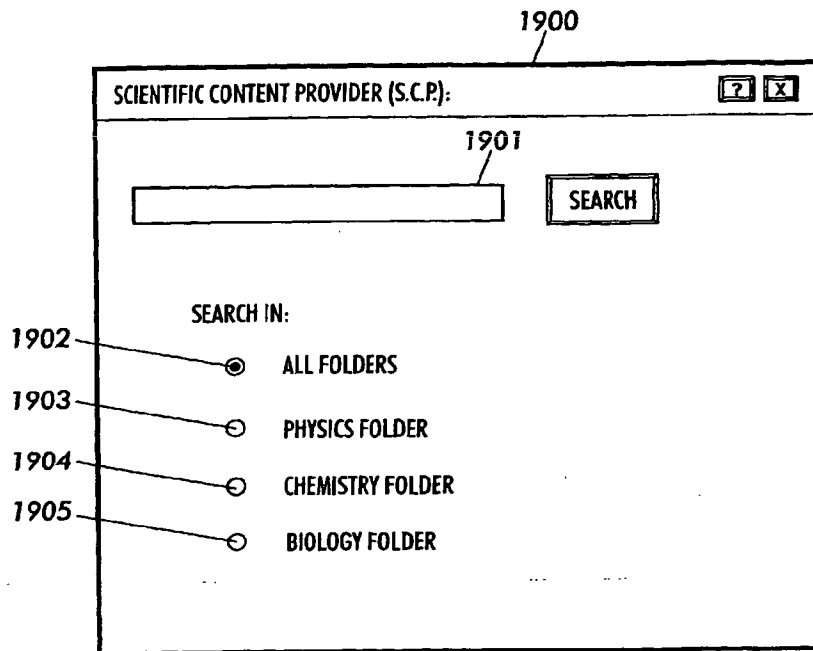 1900
SCIENTIFIC CONTENT PROVIDER (S.C.P.): ? X
1901
SEARCH
SEARCH IN:
1902
ALL FOLDERS
1903
PHYSICS FOLDER
1904
CHEMISTRY FOLDER
1905
BIOLOGY FOLDER